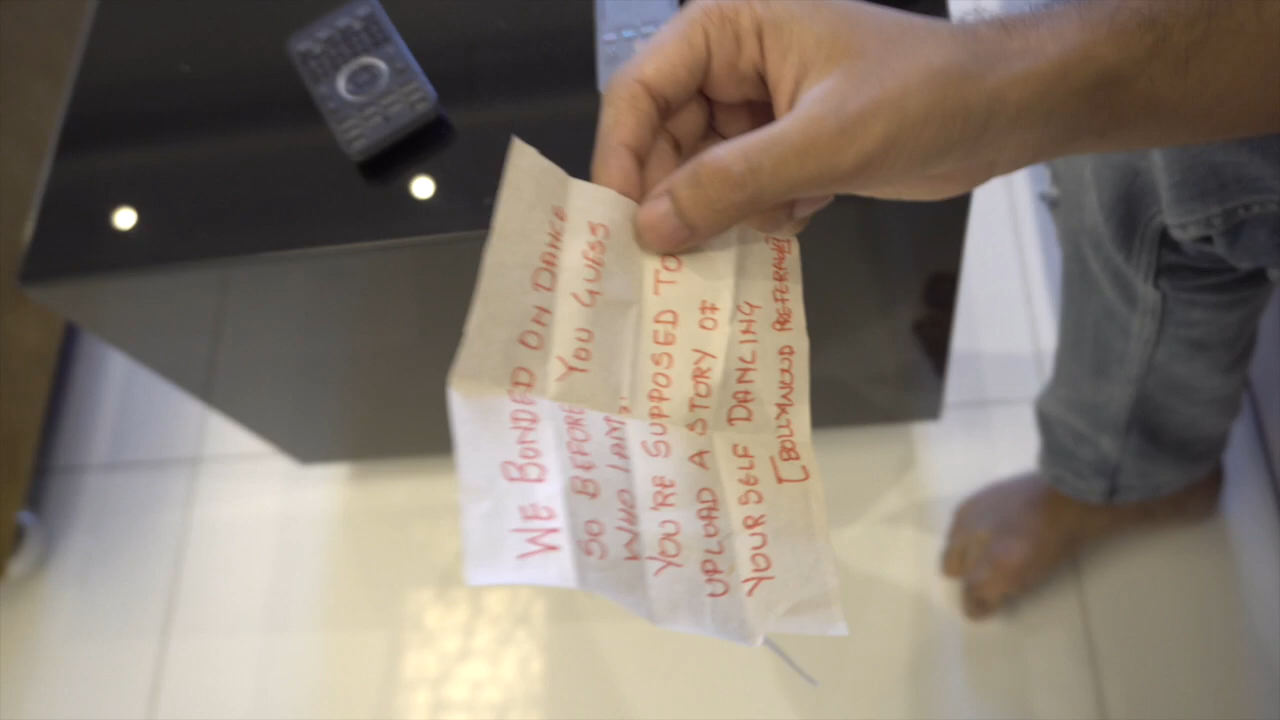 WE BONDED ON DANCE
SO BEFORE YOU GUESS
WHO I AM?!
YOU'RE SUPPOSED TO
UPLOAD A STORY OF
YOURSELF DANCING
[BOLLYWOOD